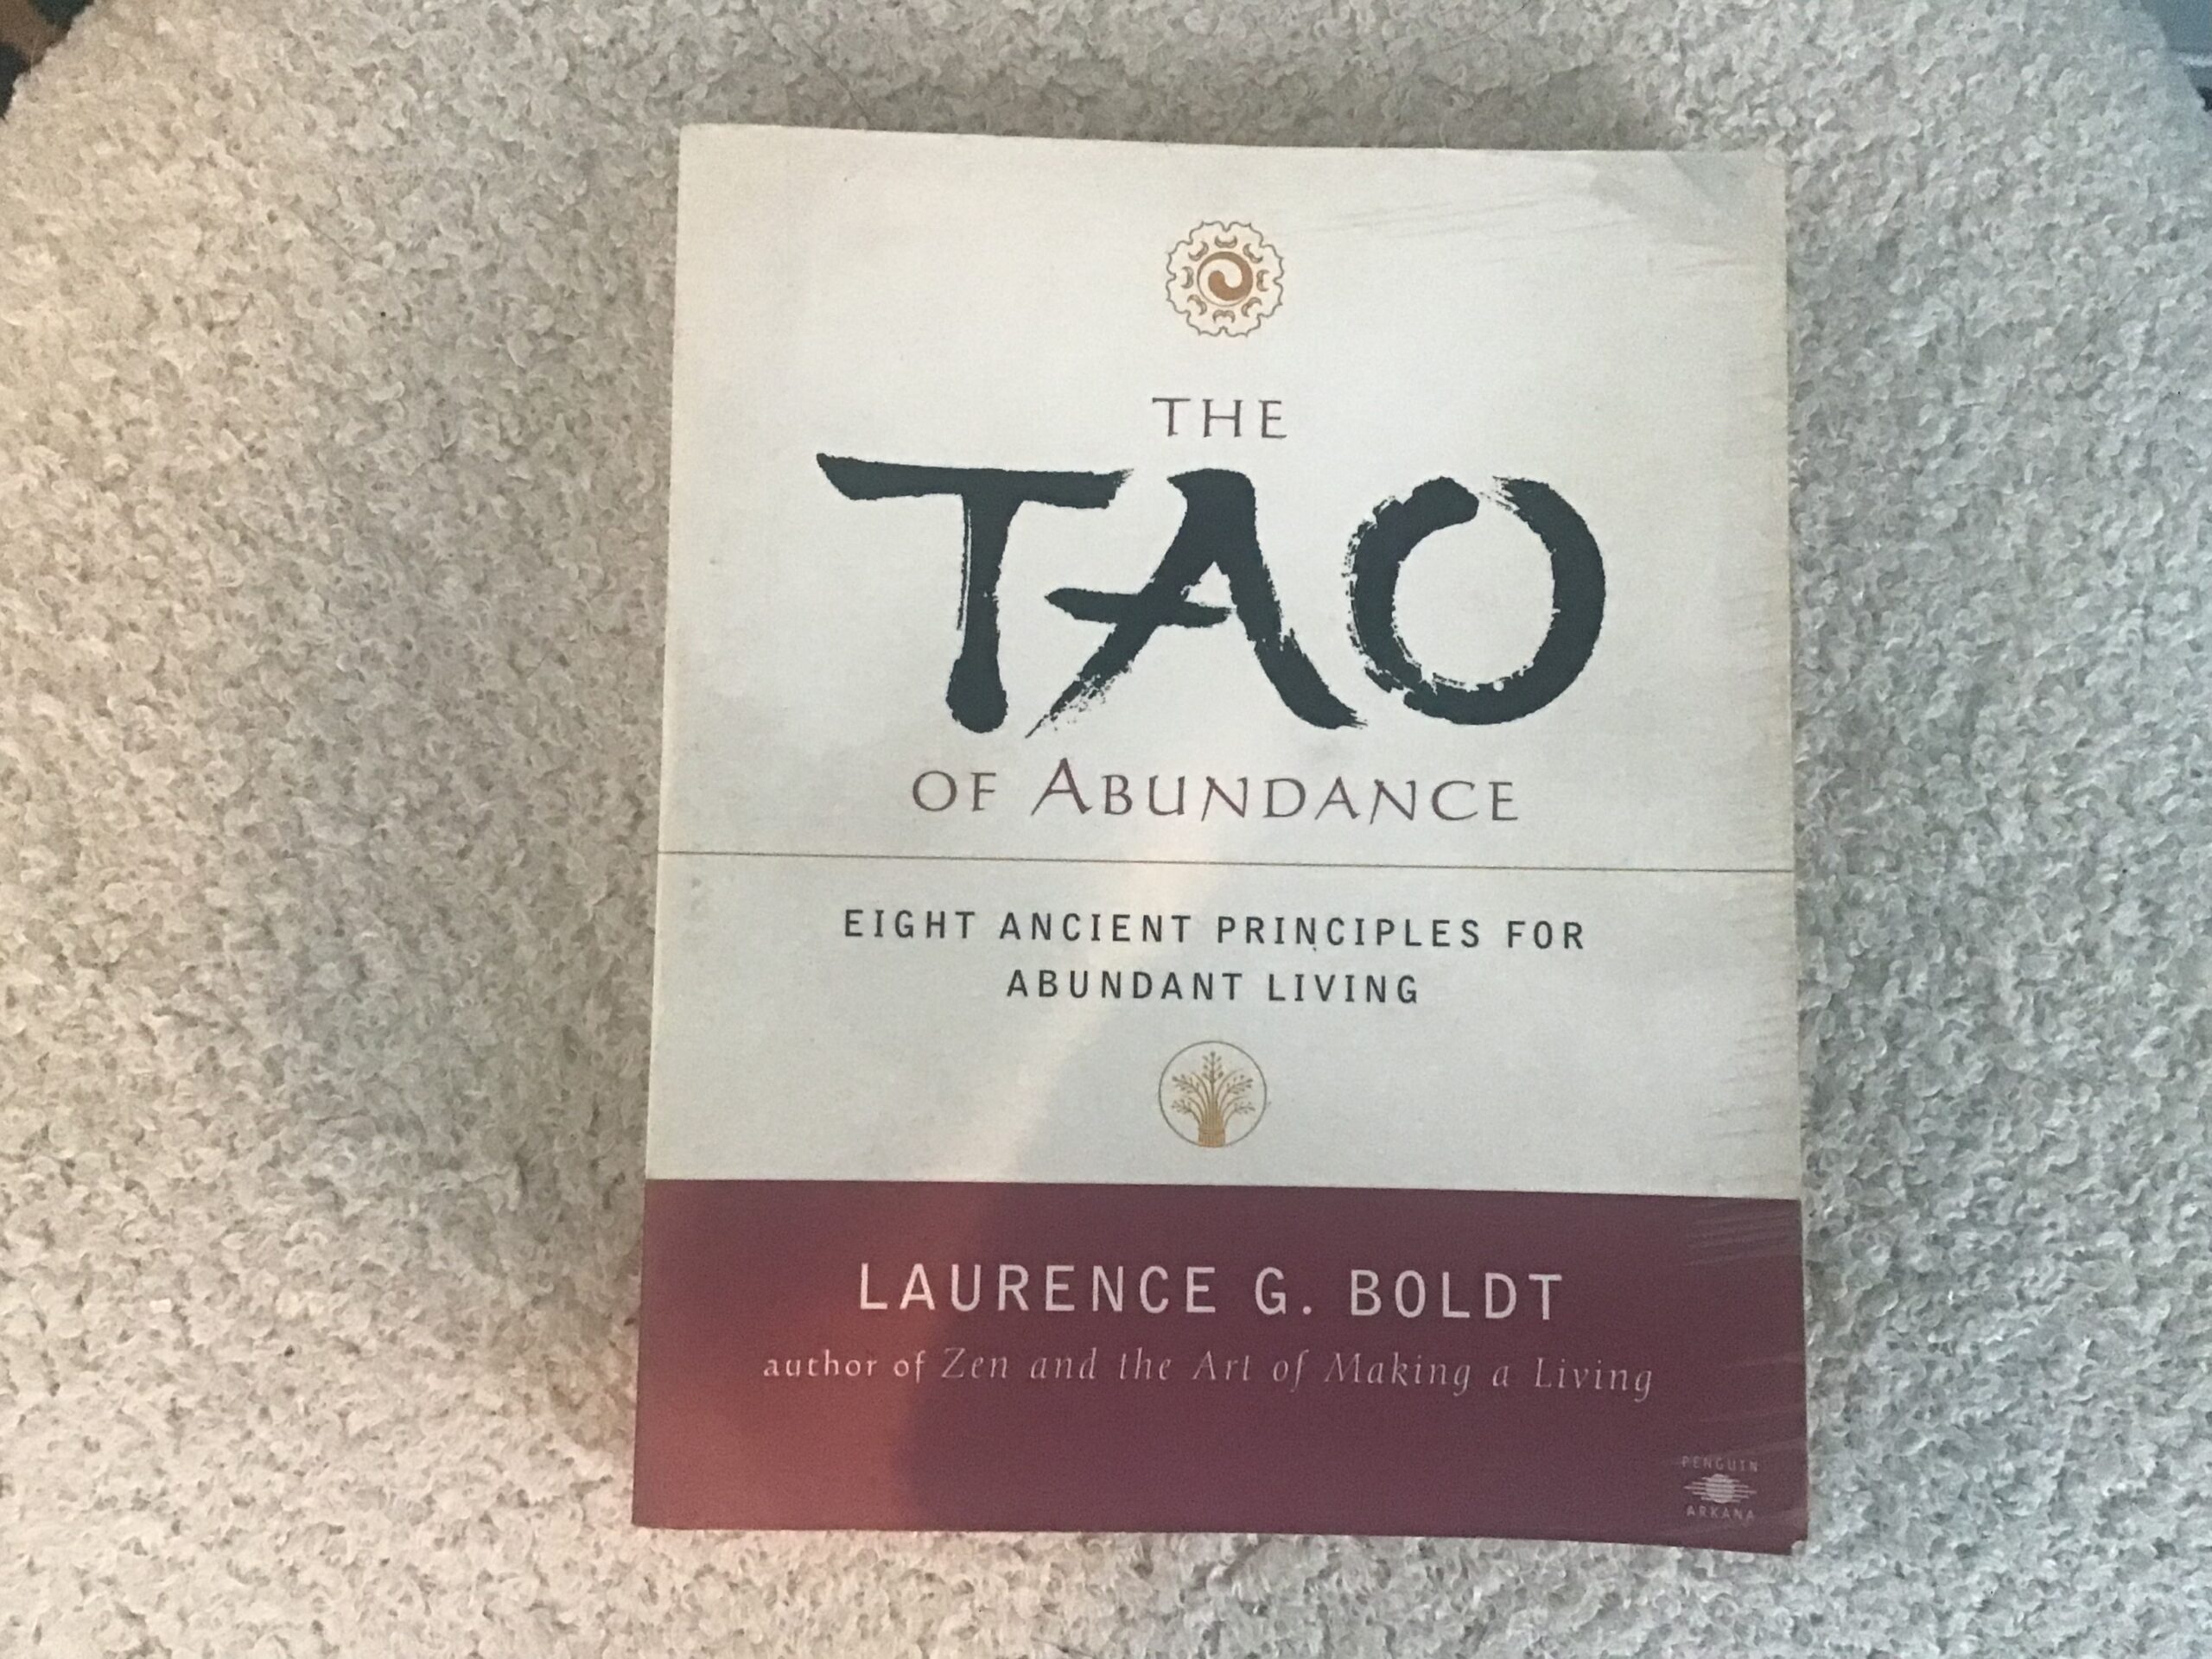 THE
TAO
OF ABUNDANCE
EIGHT ANCIENT PRINCIPLES FOR
ABUNDANT LIVING
LAURENCE G. BOLDT
author of Zen and the Art of Making a Living
PENGUIN
ARKANA